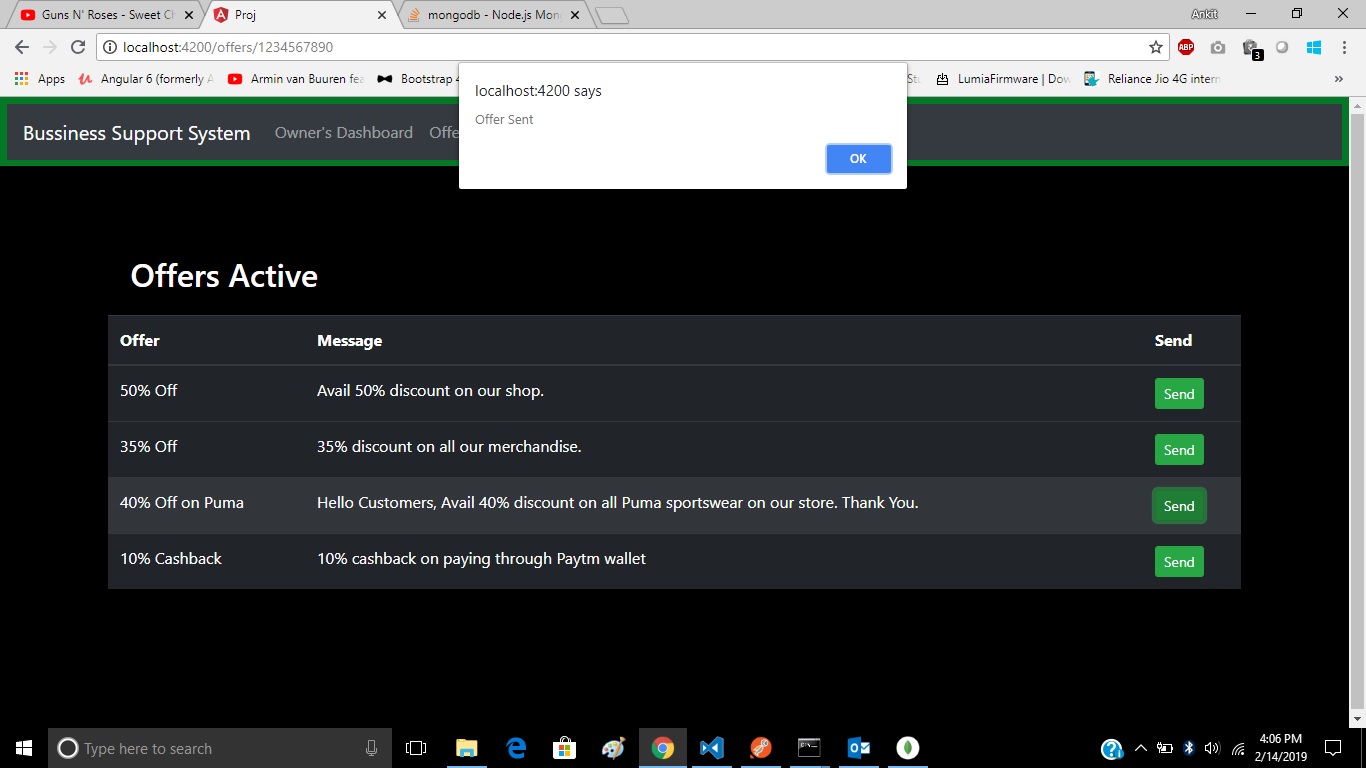 Guns N' Roses - Sweet Ch
Proj
mongodb - Node.js Mon
Ankit
localhost:4200/offers/1234567890
ABP
3
Apps
Angular 6 (formerly A
Armin van Buuren fea
Bootstrap 4
LumiaFirmware | Dow
Reliance Jio 4G intern
localhost:4200 says
Offer Sent
OK
Bussiness Support System
Owner's Dashboard
Offe
Offers Active
Offer Message Send
50% Off Avail 50% discount on our shop. Send
35% Off 35% discount on all our merchandise. Send
40% Off on Puma Hello Customers, Avail 40% discount on all Puma sportswear on our store. Thank You. Send
10% Cashback 10% cashback on paying through Paytm wallet Send
Type here to search
4:06 PM
2/14/2019